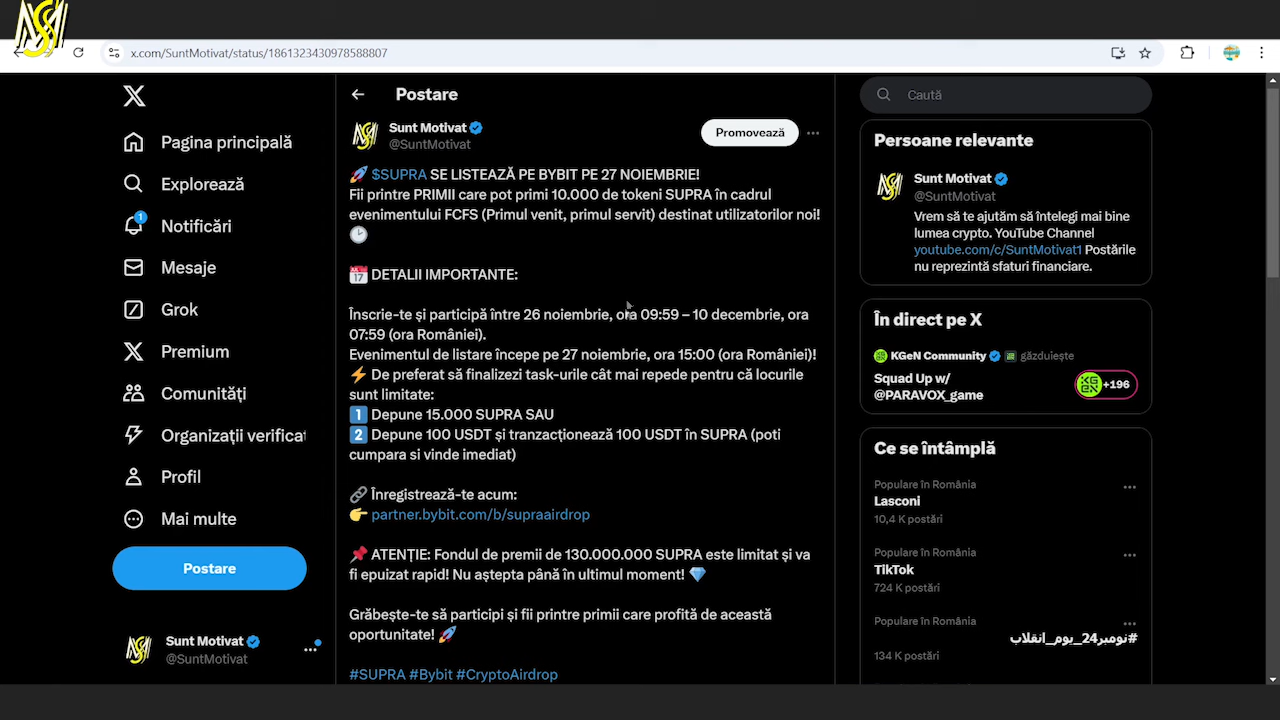 x.com/SuntMotivat/status/1861323430978588807
Pagina principală
Explorează
1
Notificări
Mesaje
Grok
Premium
Comunități
Organizații verificat
Profil
Mai multe
Postare
Sunt Motivat
@SuntMotivat
Postare
Sunt Motivat
@SuntMotivat
Promovează
🚀 $SUPRA SE LISTEAZĂ PE BYBIT PE 27 NOIEMBRIE!
Fii printre PRIMII care pot primi 10.000 de tokeni SUPRA în cadrul
evenimentului FCFS (Primul venit, primul servit) destinat utilizatorilor noi!
🕑
📅 DETALII IMPORTANTE:
Înscrie-te și participă între 26 noiembrie, ora 09:59 – 10 decembrie, ora
07:59 (ora României).
Evenimentul de listare începe pe 27 noiembrie, ora 15:00 (ora României)!
⚡ De preferat să finalizezi task-urile cât mai repede pentru că locurile
sunt limitate:
1️⃣ Depune 15.000 SUPRA SAU
2️⃣ Depune 100 USDT și tranzacționează 100 USDT în SUPRA (poti
cumpara si vinde imediat)
🔗 Înregistrează-te acum:
👉 partner.bybit.com/b/supraairdrop
📌 ATENȚIE: Fondul de premii de 130.000.000 SUPRA este limitat și va
fi epuizat rapid! Nu aștepta până în ultimul moment! 💎
Grăbește-te să participi și fii printre primii care profită de această
oportunitate! 🚀
#SUPRA #Bybit #CryptoAirdrop
Caută
Persoane relevante
Sunt Motivat
@SuntMotivat
Vrem să te ajutăm să întelegi mai bine
lumea crypto. YouTube Channel
youtube.com/c/SuntMotivat1 Postările
nu reprezintă sfaturi financiare.
În direct pe X
KGeN Community găzduiește
Squad Up w/
@PARAVOX_game
+196
Ce se întâmplă
Populare în România
Lasconi
10,4 K postări
Populare în România
TikTok
724 K postări
Populare în România
#نومبر24_يوم_انقلاب
134 K postări